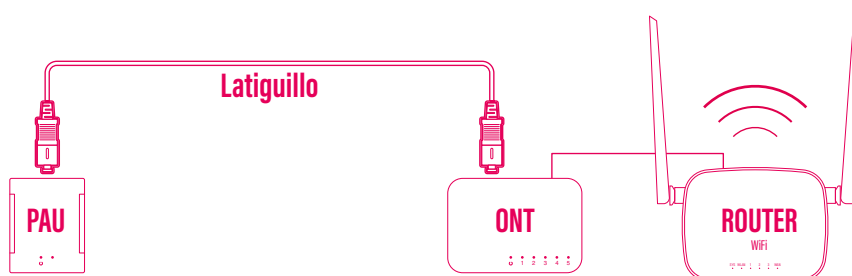 Latiguillo
PAU
ONT
1 2 3 4 5
ROUTER
WiFi